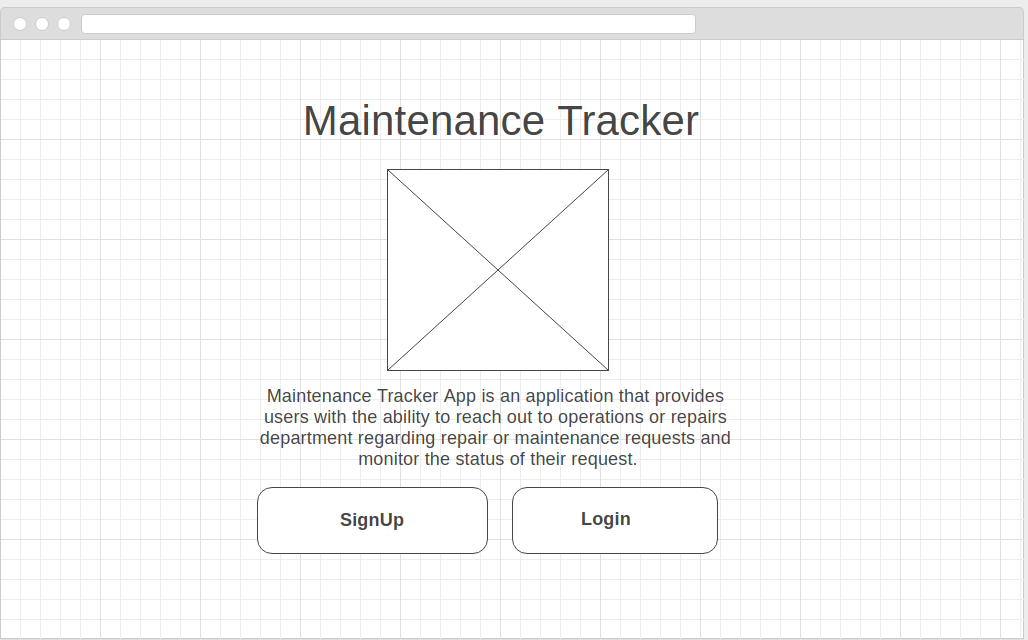 Maintenance Tracker
Maintenance Tracker App is an application that provides
users with the ability to reach out to operations or repairs
department regarding repair or maintenance requests and
monitor the status of their request.
SignUp
Login